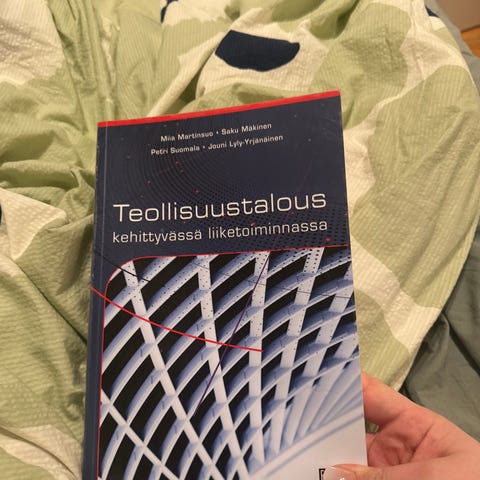 Miia Martinsuo • Saku Mäkinen
Petri Suomala • Jouni Lyly-Yrjänäinen
Teollisuustalous
kehittyvässä liiketoiminnassa